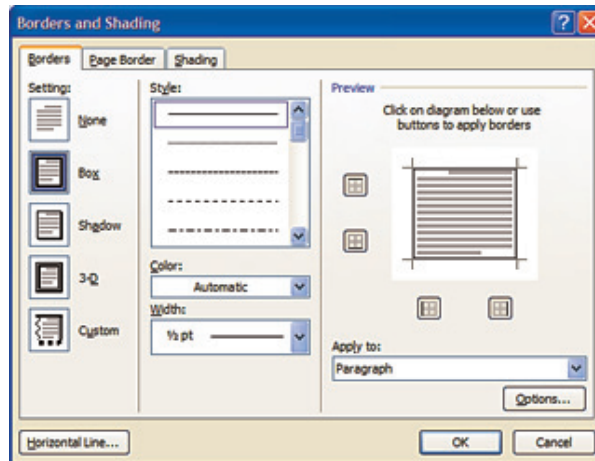 Borders and Shading
Borders Page Border Shading
Setting:
None
Box
Shadow
3-D
Custom
Style:
Color:
Automatic
Width:
½ pt
Preview
Click on diagram below or use
buttons to apply borders
Apply to:
Paragraph
Options...
Horizontal Line...
OK
Cancel